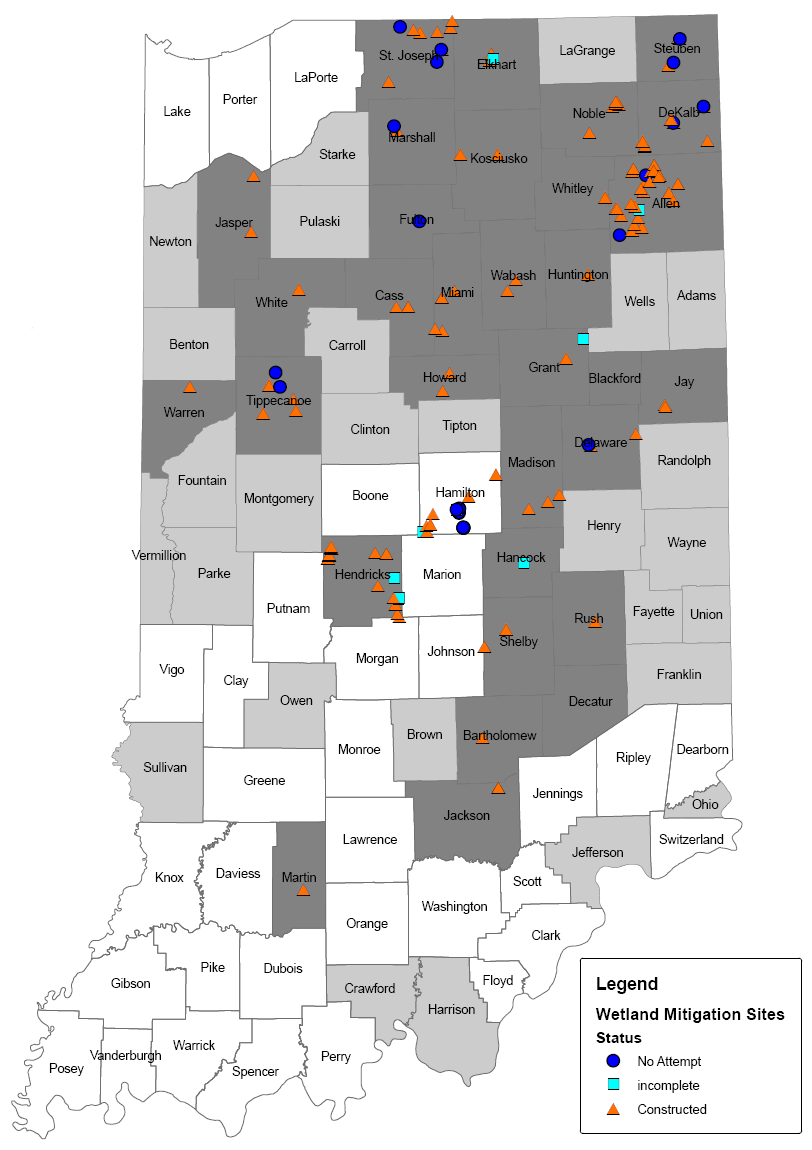 St. Joseph
Elkhart
LaGrange
Steuben
LaPorte
Lake
Porter
Noble
DeKalb
Marshall
Starke
Kosciusko
Whitley
Allen
Jasper
Pulaski
Fulton
Newton
Wabash
Huntington
White
Cass
Miami
Wells
Adams
Benton
Carroll
Grant
Howard
Blackford
Jay
Warren
Tippecanoe
Clinton
Tipton
Delaware
Madison
Randolph
Fountain
Montgomery
Boone
Hamilton
Henry
Wayne
Vermillion
Parke
Hendricks
Marion
Hancock
Putnam
Rush
Fayette
Union
Shelby
Morgan
Johnson
Vigo
Clay
Franklin
Owen
Decatur
Brown
Bartholomew
Monroe
Ripley
Dearborn
Sullivan
Greene
Jennings
Ohio
Jackson
Lawrence
Switzerland
Jefferson
Knox
Daviess
Martin
Scott
Washington
Orange
Clark
Gibson
Pike
Dubois
Crawford
Floyd
Harrison
Posey
Vanderburgh
Warrick
Spencer
Perry
Legend
Wetland Mitigation Sites
Status
No Attempt
incomplete
Constructed